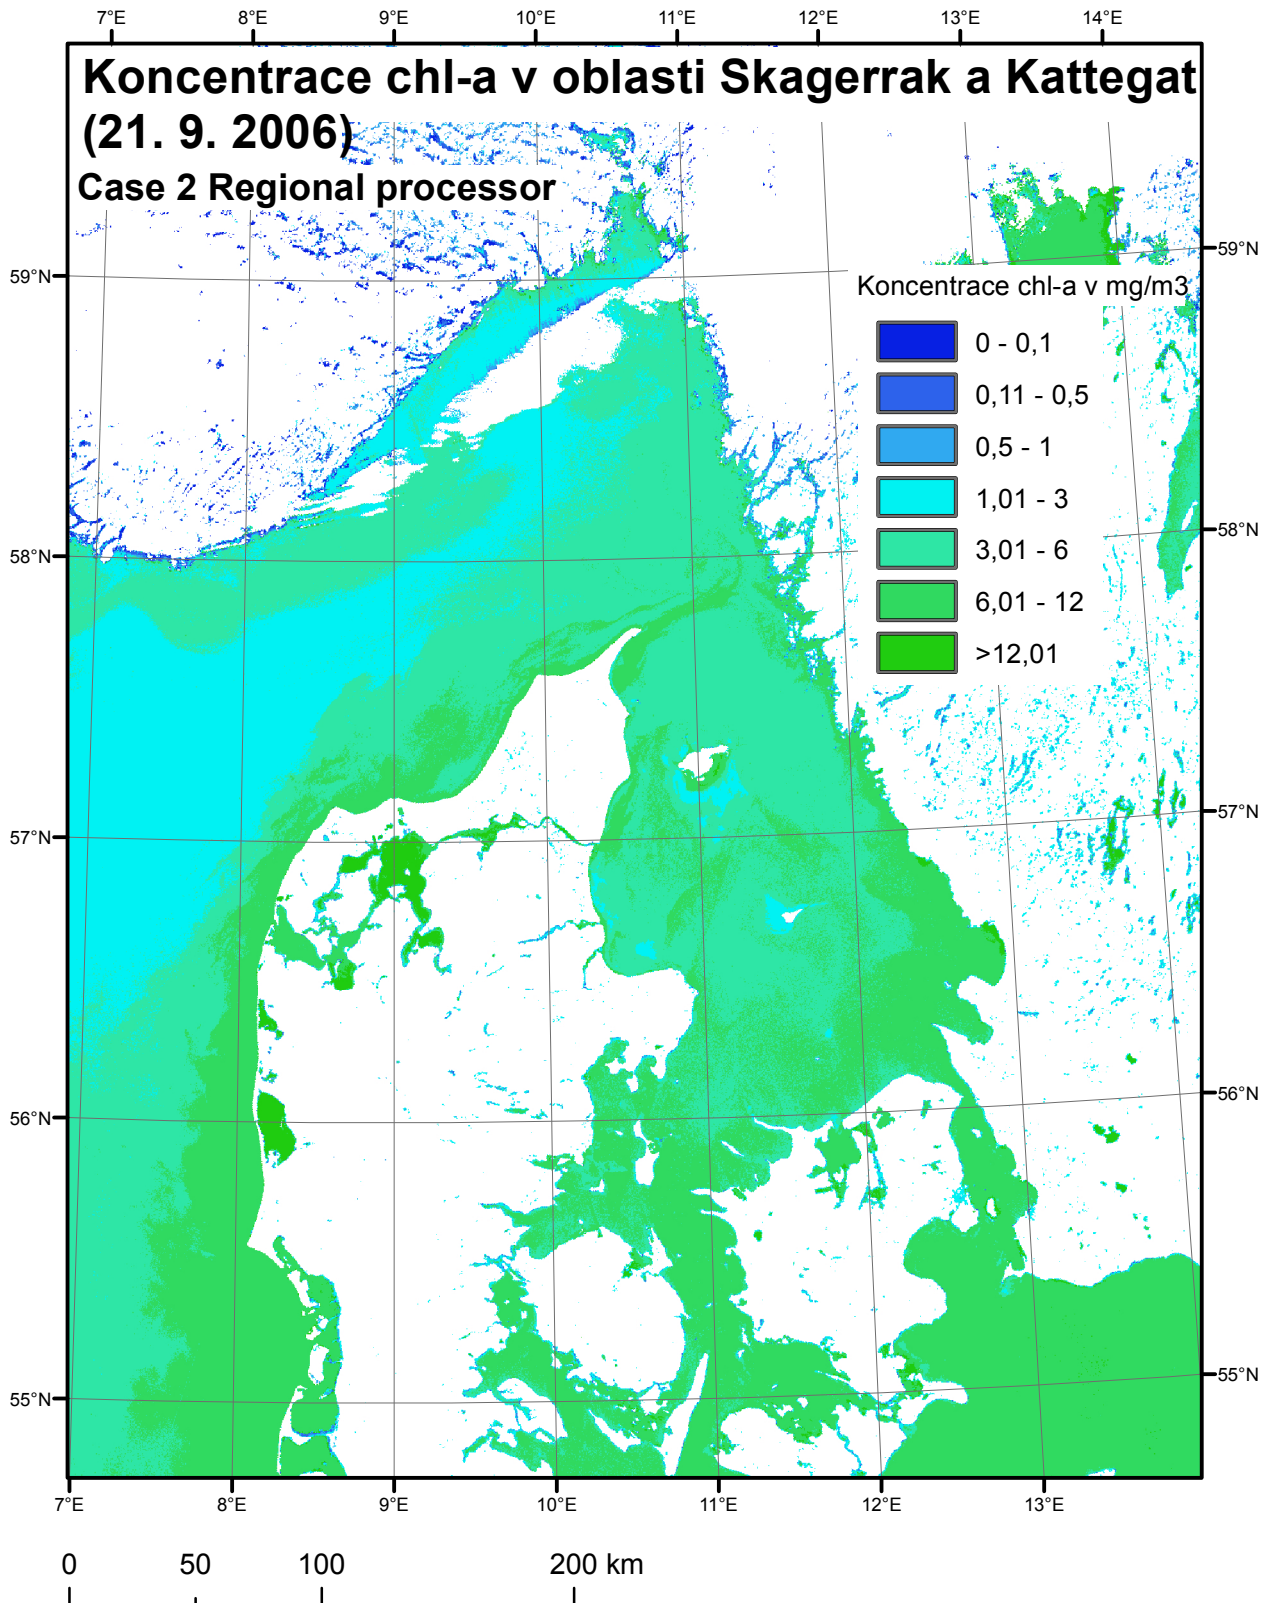 7°E 8°E 9°E 10°E 11°E 12°E 13°E 14°E
Koncentrace chl-a v oblasti Skagerrak a Kattegat
(21. 9. 2006)
Case 2 Regional processor
59°N 59°N
Koncentrace chl-a v mg/m3
0 - 0,1
0,11 - 0,5
0,5 - 1
1,01 - 3
3,01 - 6
6,01 - 12
>12,01
58°N 58°N
57°N 57°N
56°N 56°N
55°N 55°N
7°E 8°E 9°E 10°E 11°E 12°E 13°E
0 50 100 200 km